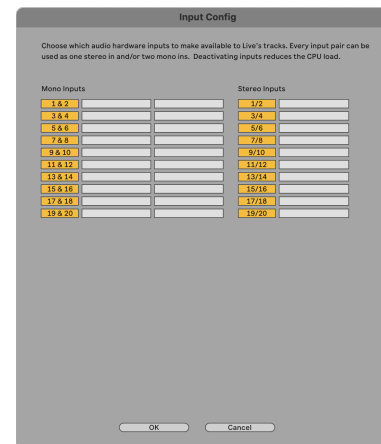 Input Config
Choose which audio hardware inputs to make available to Live's tracks. Every input pair can be
used as one stereo in and/or two mono ins. Deactivating inputs reduces the CPU load.
Mono Inputs Stereo Inputs
1 & 2 1/2
3 & 4 3/4
5 & 6 5/6
7 & 8 7/8
9 & 10 9/10
11 & 12 11/12
13 & 14 13/14
15 & 16 15/16
17 & 18 17/18
19 & 20 19/20
OK Cancel